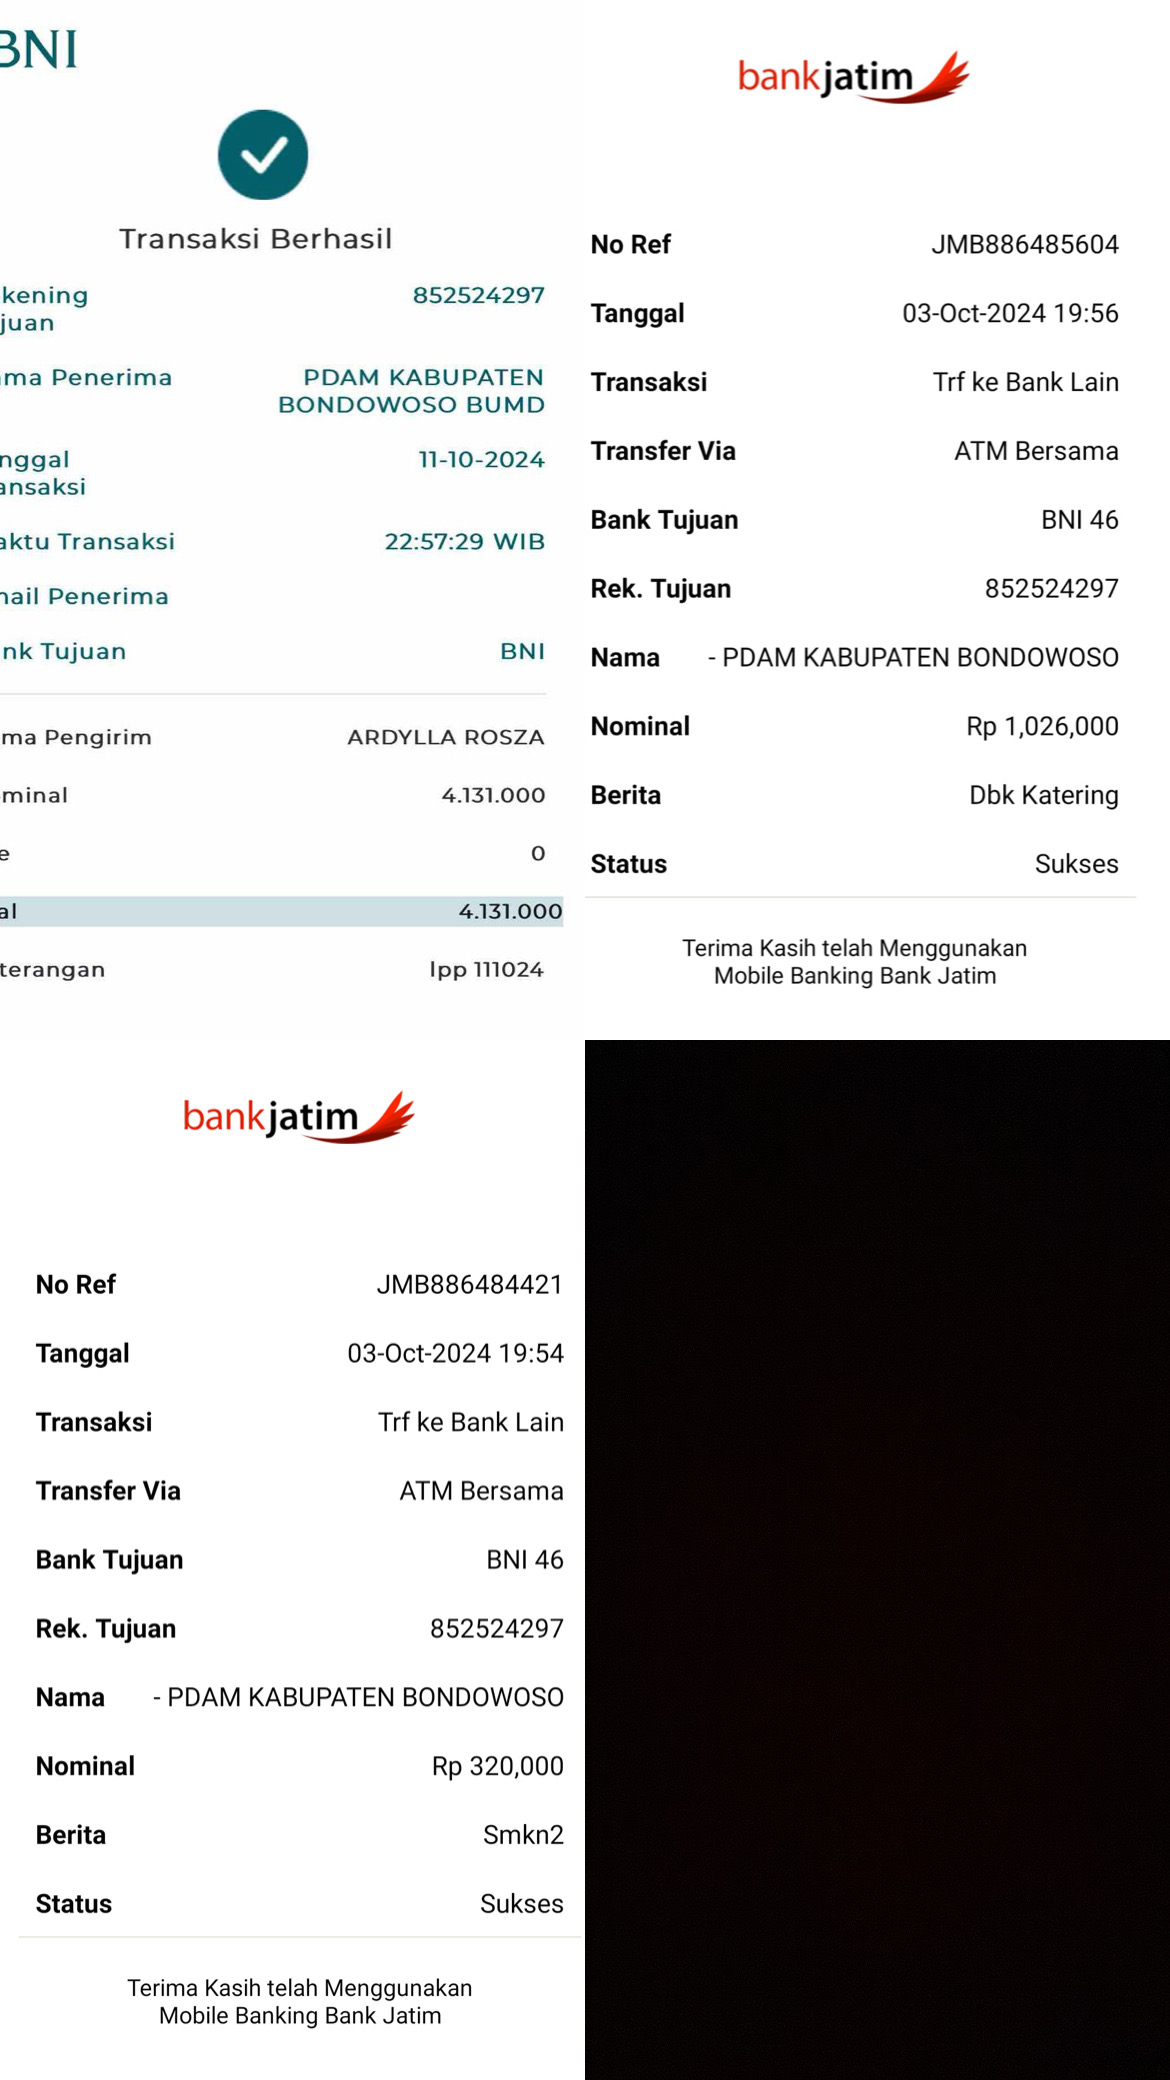 BNI
Transaksi Berhasil
kening 852524297
juan
ma Penerima PDAM KABUPATEN
BONDOWOSO BUMD
nggal 11-10-2024
ansaksi
aktu Transaksi 22:57:29 WIB
nail Penerima
nk Tujuan BNI
ma Pengirim ARDYLLA ROSZA
minal 4.131.000
e 0
al 4.131.000
terangan lpp 111024
bankjatim
No Ref JMB886485604
Tanggal 03-Oct-2024 19:56
Transaksi Trf ke Bank Lain
Transfer Via ATM Bersama
Bank Tujuan BNI 46
Rek. Tujuan 852524297
Nama - PDAM KABUPATEN BONDOWOSO
Nominal Rp 1,026,000
Berita Dbk Katering
Status Sukses
Terima Kasih telah Menggunakan
Mobile Banking Bank Jatim
bankjatim
No Ref JMB886484421
Tanggal 03-Oct-2024 19:54
Transaksi Trf ke Bank Lain
Transfer Via ATM Bersama
Bank Tujuan BNI 46
Rek. Tujuan 852524297
Nama - PDAM KABUPATEN BONDOWOSO
Nominal Rp 320,000
Berita Smkn2
Status Sukses
Terima Kasih telah Menggunakan
Mobile Banking Bank Jatim